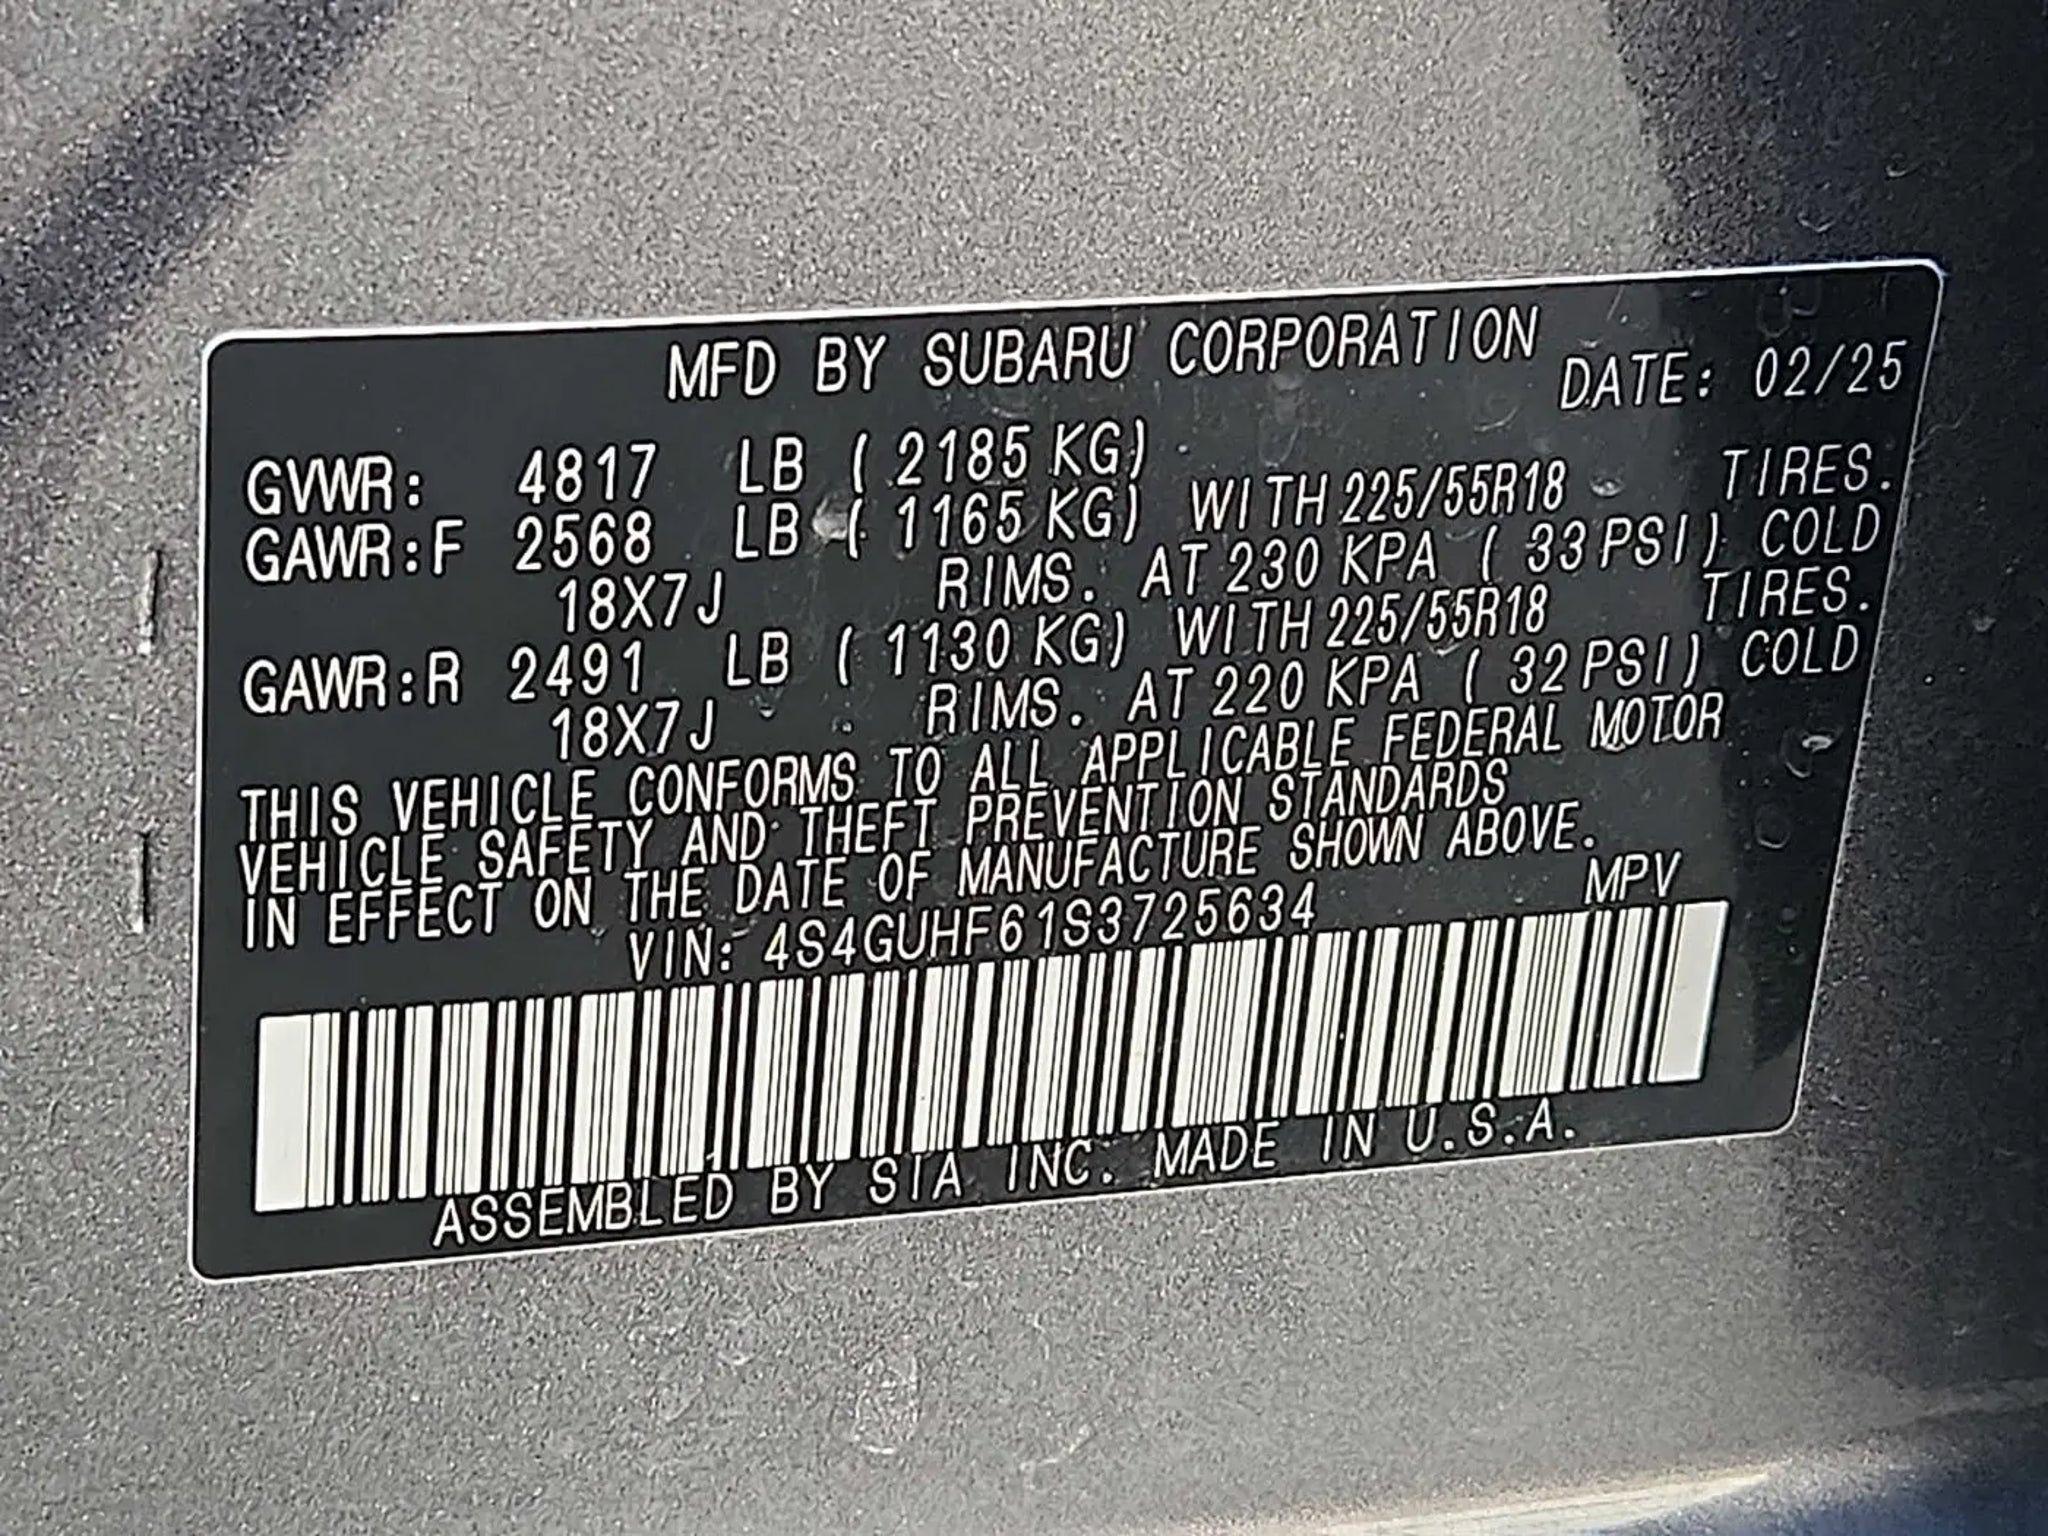 MFD BY SUBARU CORPORATION
DATE: 02/25
GVWR: 4817 LB ( 2185 KG)
GAWR:F 2568 LB ( 1165 KG) WITH 225/55R18 TIRES.
18X7J RIMS. AT 230 KPA ( 33 PSI) COLD
GAWR:R 2491 LB ( 1130 KG) WITH 225/55R18 TIRES.
18X7J RIMS. AT 220 KPA ( 32 PSI) COLD
THIS VEHICLE CONFORMS TO ALL APPLICABLE FEDERAL MOTOR
VEHICLE SAFETY AND THEFT PREVENTION STANDARDS
IN EFFECT ON THE DATE OF MANUFACTURE SHOWN ABOVE.
VIN: 4S4GUHF61S3725634 MPV
ASSEMBLED BY SIA INC. MADE IN U.S.A.